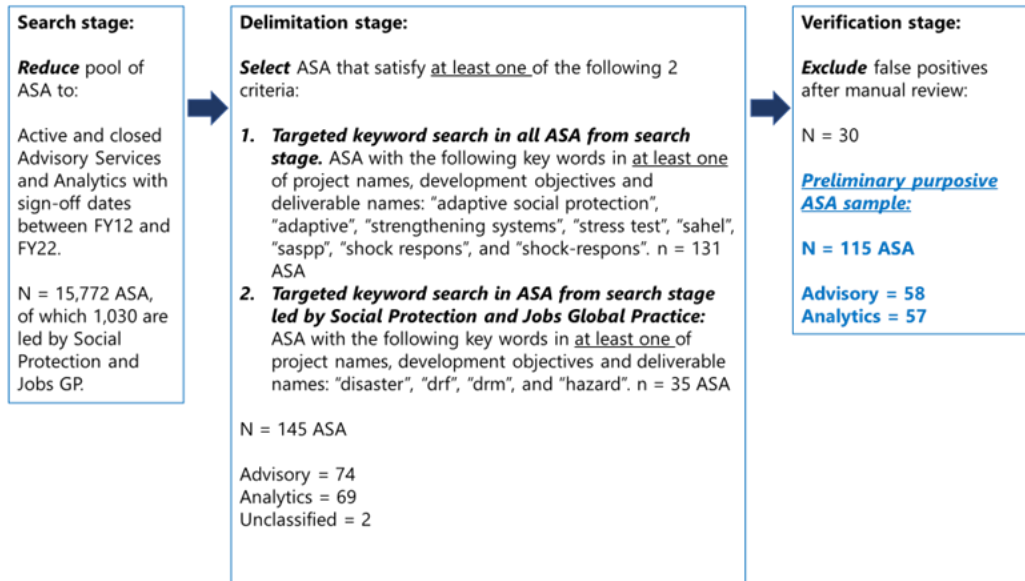 Search stage:
Reduce pool of
ASA to:
Active and closed
Advisory Services
and Analytics with
sign-off dates
between FY12 and
FY22.
N = 15,772 ASA,
of which 1,030 are
led by Social
Protection and
Jobs GP.
Delimitation stage:
Select ASA that satisfy at least one of the following 2
criteria:
1. Targeted keyword search in all ASA from search
stage. ASA with the following key words in at least one
of project names, development objectives and
deliverable names: “adaptive social protection”,
“adaptive”, “strengthening systems”, “stress test”, “sahel”,
“saspp”, “shock respons”, and “shock-respons”. n = 131
ASA
2. Targeted keyword search in ASA from search stage
led by Social Protection and Jobs Global Practice:
ASA with the following key words in at least one of
project names, development objectives and deliverable
names: “disaster”, “drf”, “drm”, and “hazard”. n = 35 ASA
N = 145 ASA
Advisory = 74
Analytics = 69
Unclassified = 2
Verification stage:
Exclude false positives
after manual review:
N = 30
Preliminary purposive
ASA sample:
N = 115 ASA
Advisory = 58
Analytics = 57